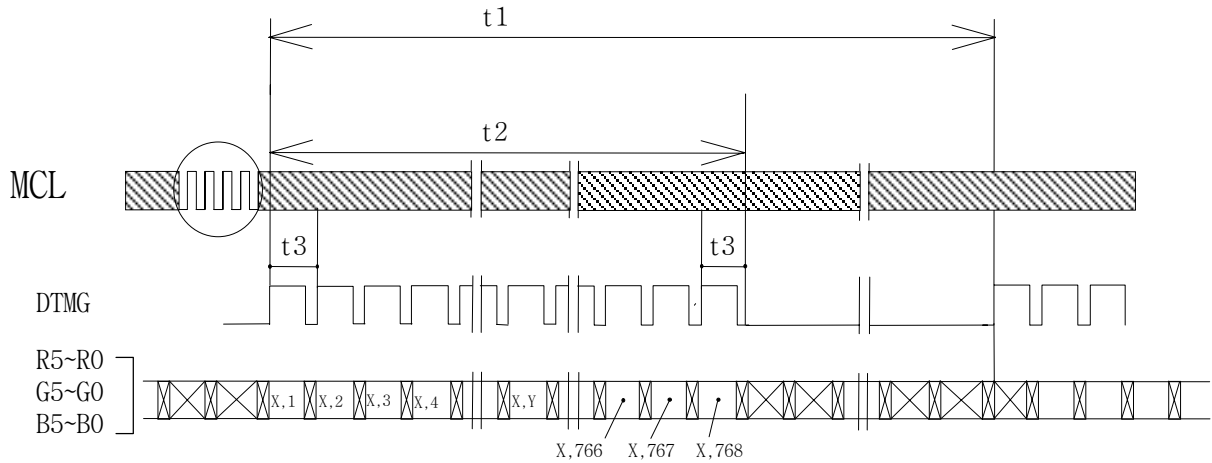 t1
t2
MCL
t3 t3
DTMG
R5~R0
G5~G0
B5~B0
X,1 X,2 X,3 X,4 X,Y
X,766 X,767 X,768